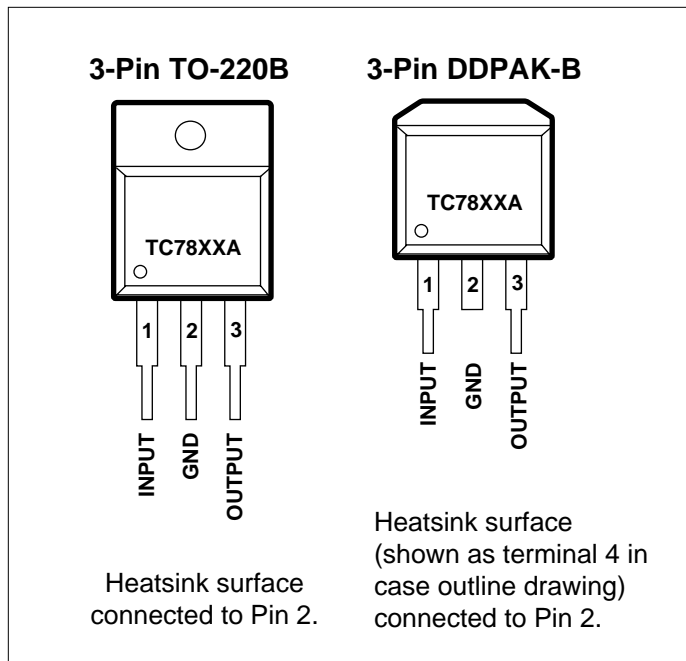 3-Pin TO-220B
TC78XXA
1
2
3
INPUT
GND
OUTPUT
Heatsink surface
connected to Pin 2.
3-Pin DDPAK-B
TC78XXA
1
2
3
INPUT
GND
OUTPUT
Heatsink surface
(shown as terminal 4 in
case outline drawing)
connected to Pin 2.